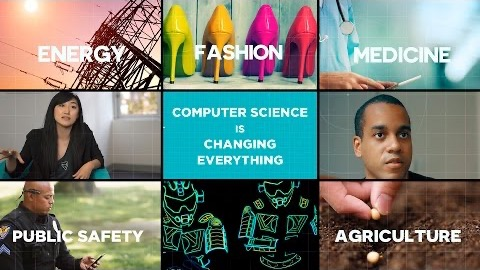 ENERGY
FASHION
MEDICINE
COMPUTER SCIENCE
IS
CHANGING
EVERYTHING
PUBLIC SAFETY
AGRICULTURE